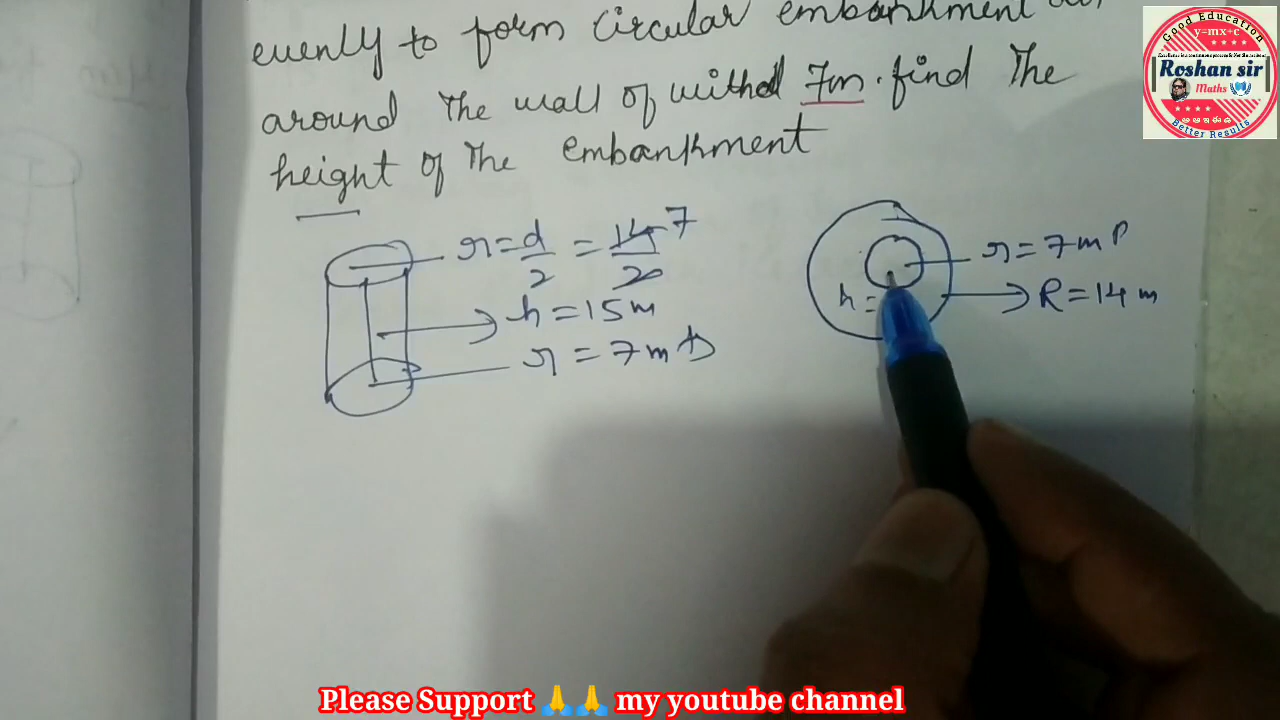 evenly to form Circular embankment
around The wall of width 7m. find The
height of The embankment
r = d/2 = 14/20 7
h = 15m
r = 7m
r = 7m
R = 14 m
h =
Good Education
y=mx+c
Roshan sir
Maths
Better Results
Please Support 🙏🙏 my youtube channel